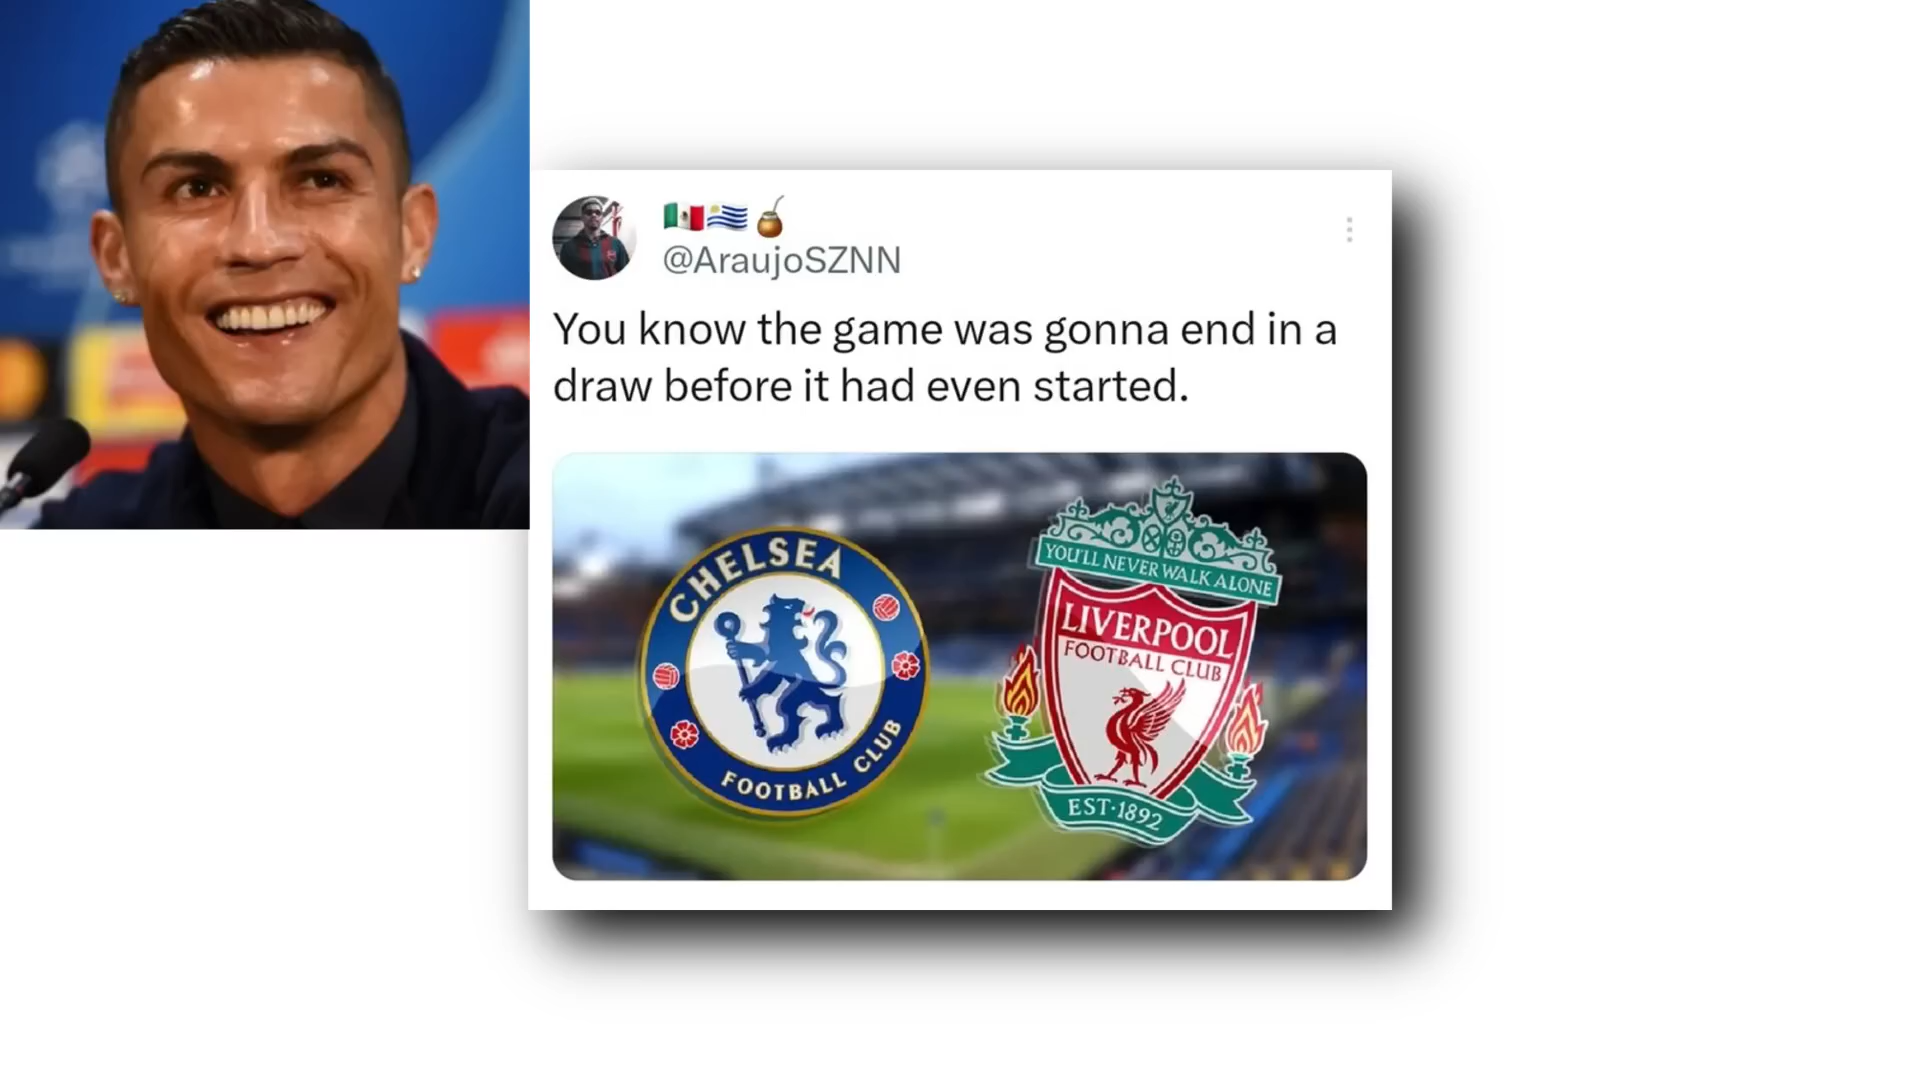 🇲🇽🇺🇾🧉
@AraujoSZNN
You know the game was gonna end in a
draw before it had even started.
CHELSEA
FOOTBALL CLUB
YOU'LL NEVER WALK ALONE
LIVERPOOL
FOOTBALL CLUB
EST·1892